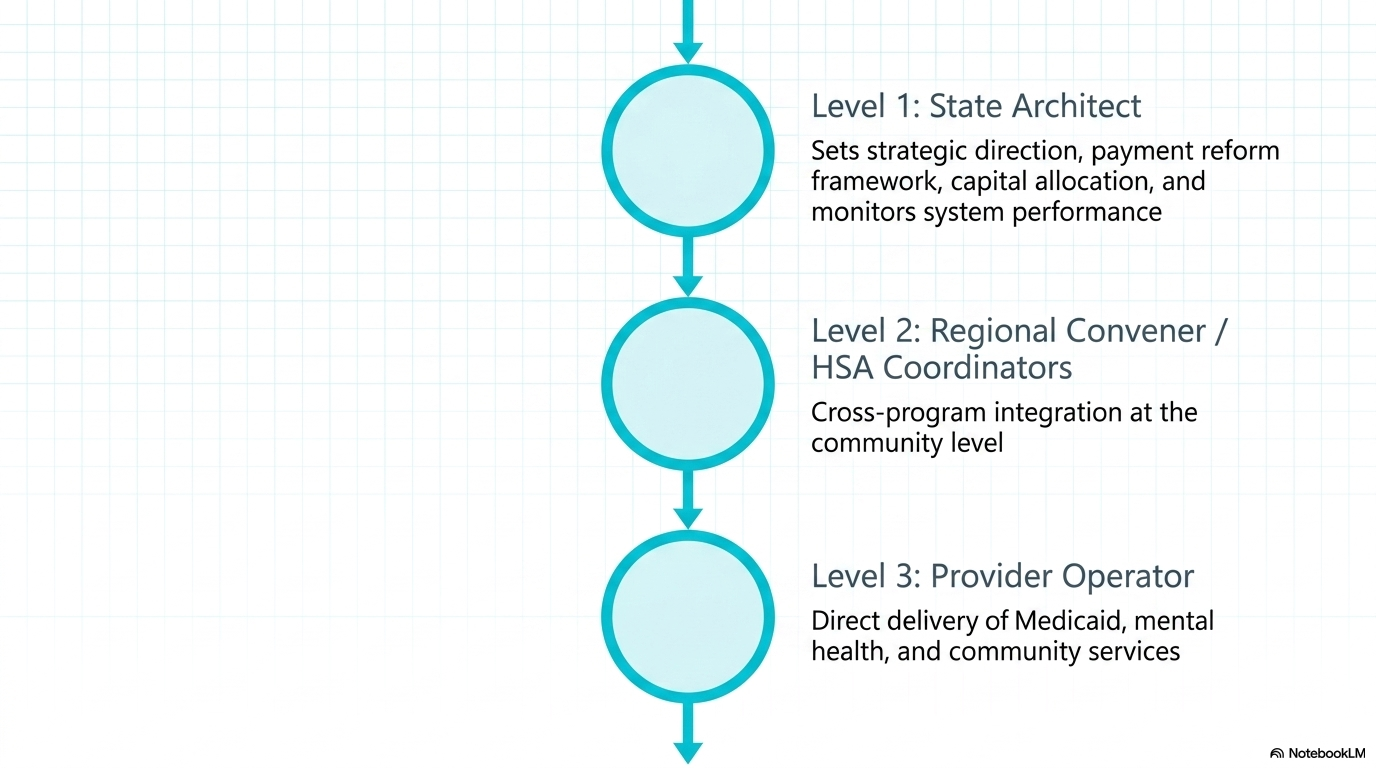 Level 1: State Architect
Sets strategic direction, payment reform
framework, capital allocation, and
monitors system performance
Level 2: Regional Convener /
HSA Coordinators
Cross-program integration at the
community level
Level 3: Provider Operator
Direct delivery of Medicaid, mental
health, and community services
NotebookLM